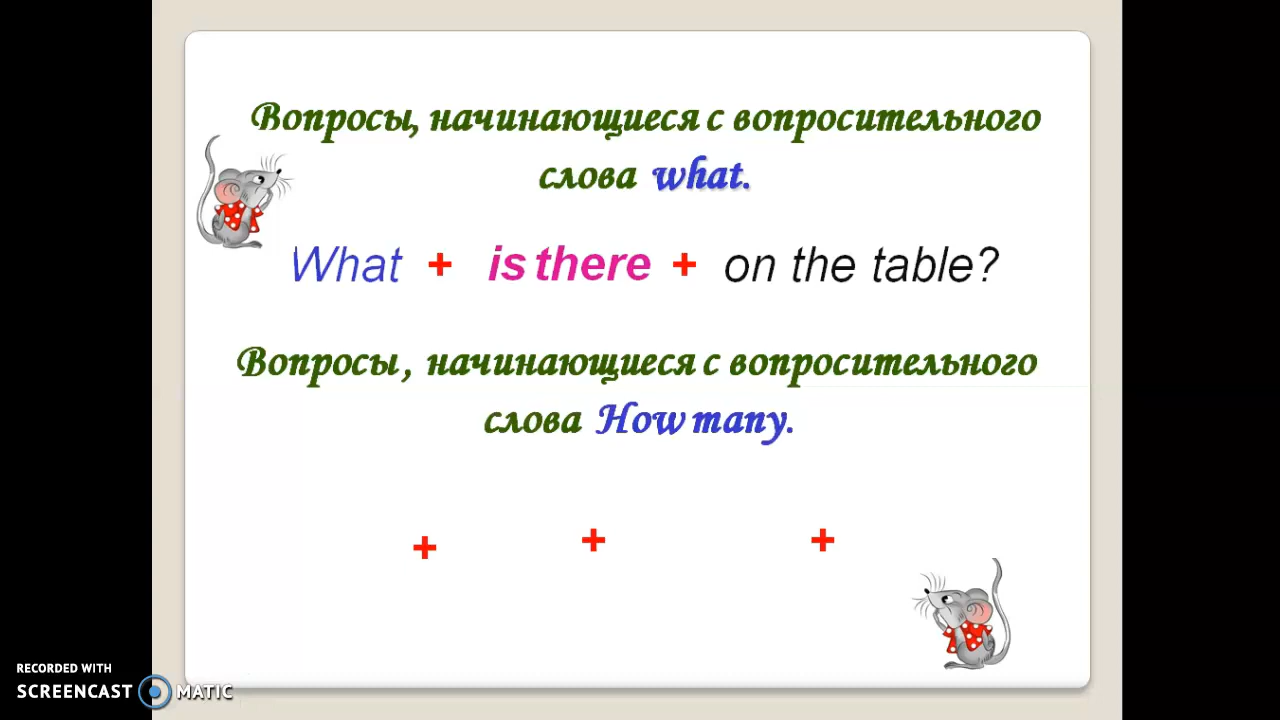 Вопросы, начинающиеся с вопросительного
слова what.
What + is there + on the table?
Вопросы, начинающиеся с вопросительного
слова How many.
+ + +
RECORDED WITH
SCREENCAST MATIC